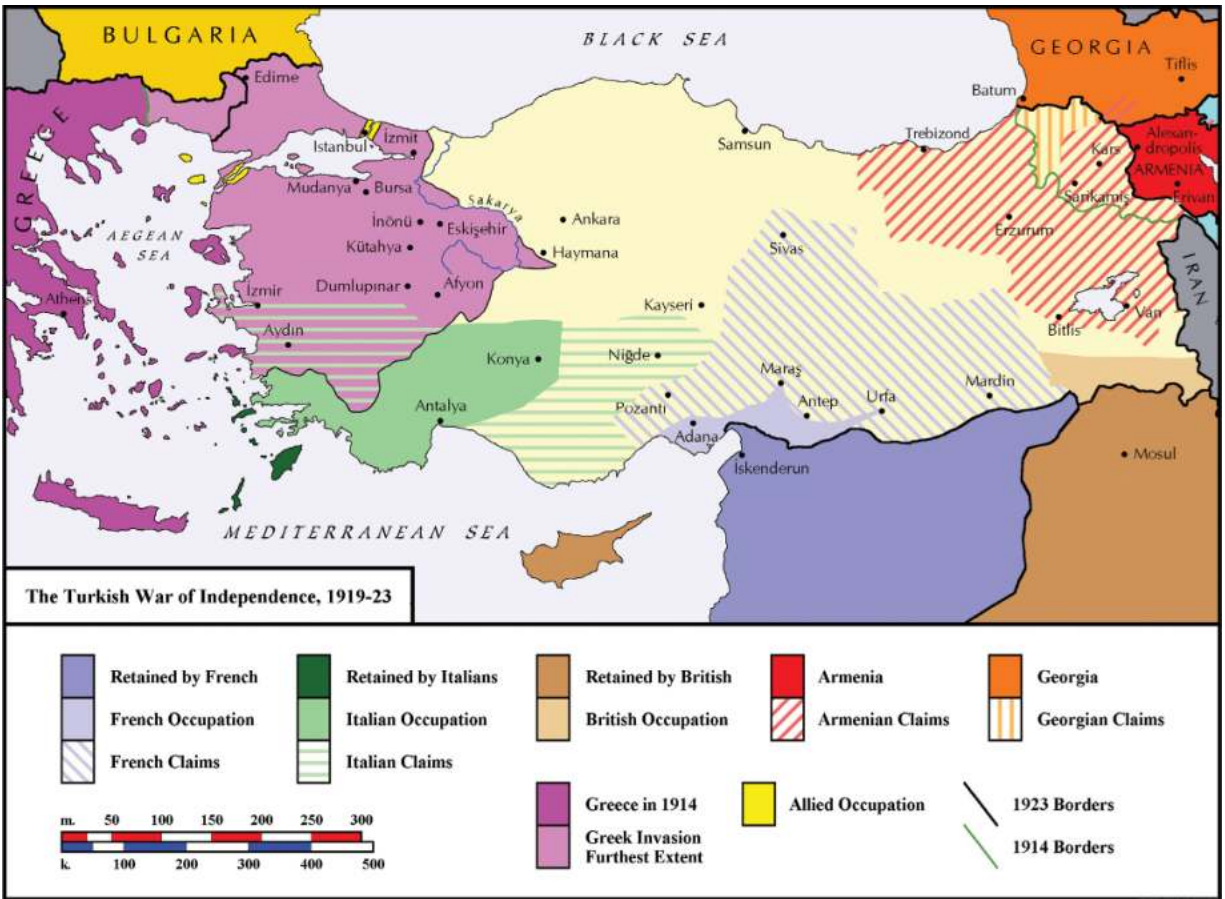 BULGARIA
BLACK SEA
GEORGIA
Tiflis
Edirne
Batum
GREECE
Istanbul
İzmit
Samsun
Trebizond
Alexan-
dropolis
Kars
ARMENIA
Mudanya
Bursa
Sarikamiş
Erivan
Sakarya
İnönü
Eskişehir
Ankara
Erzurum
AEGEAN
SEA
Kütahya
Haymana
Sivas
IRAN
Dumlupınar
Afyon
İzmir
Kayseri
Van
Athens
Bitlis
Aydın
Konya
Niğde
Maraş
Mardin
Pozantı
Antep
Urfa
Antalya
Adana
İskenderun
Mosul
MEDITERRANEAN SEA
The Turkish War of Independence, 1919-23
Retained by French
Retained by Italians
Retained by British
Armenia
Georgia
French Occupation
Italian Occupation
British Occupation
Armenian Claims
Georgian Claims
French Claims
Italian Claims
Greece in 1914
Allied Occupation
1923 Borders
Greek Invasion
Furthest Extent
1914 Borders
m. 50 100 150 200 250 300
k. 100 200 300 400 500